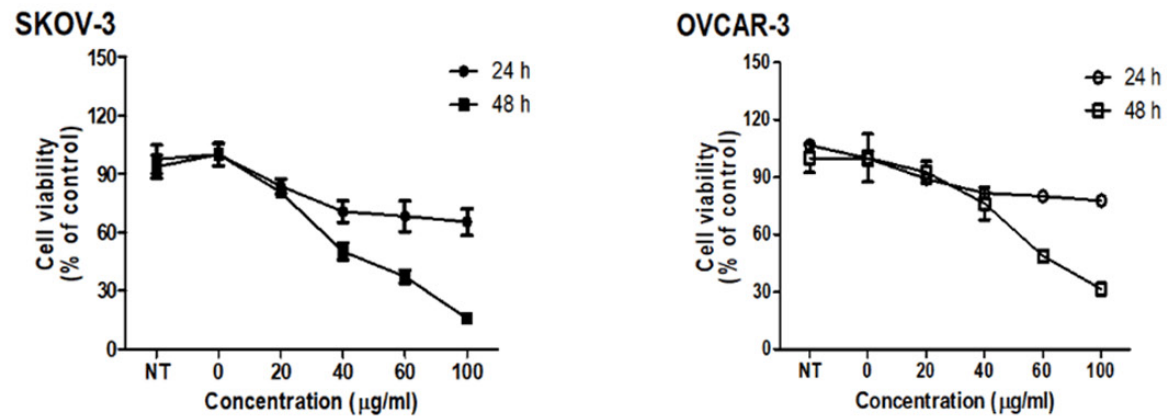 SKOV-3
150
120
90
60
30
0
Cell viability
(% of control)
24 h
48 h
NT 0 20 40 60 100
Concentration (μg/ml)
OVCAR-3
150
120
90
60
30
0
Cell viability
(% of control)
24 h
48 h
NT 0 20 40 60 100
Concentration (μg/ml)